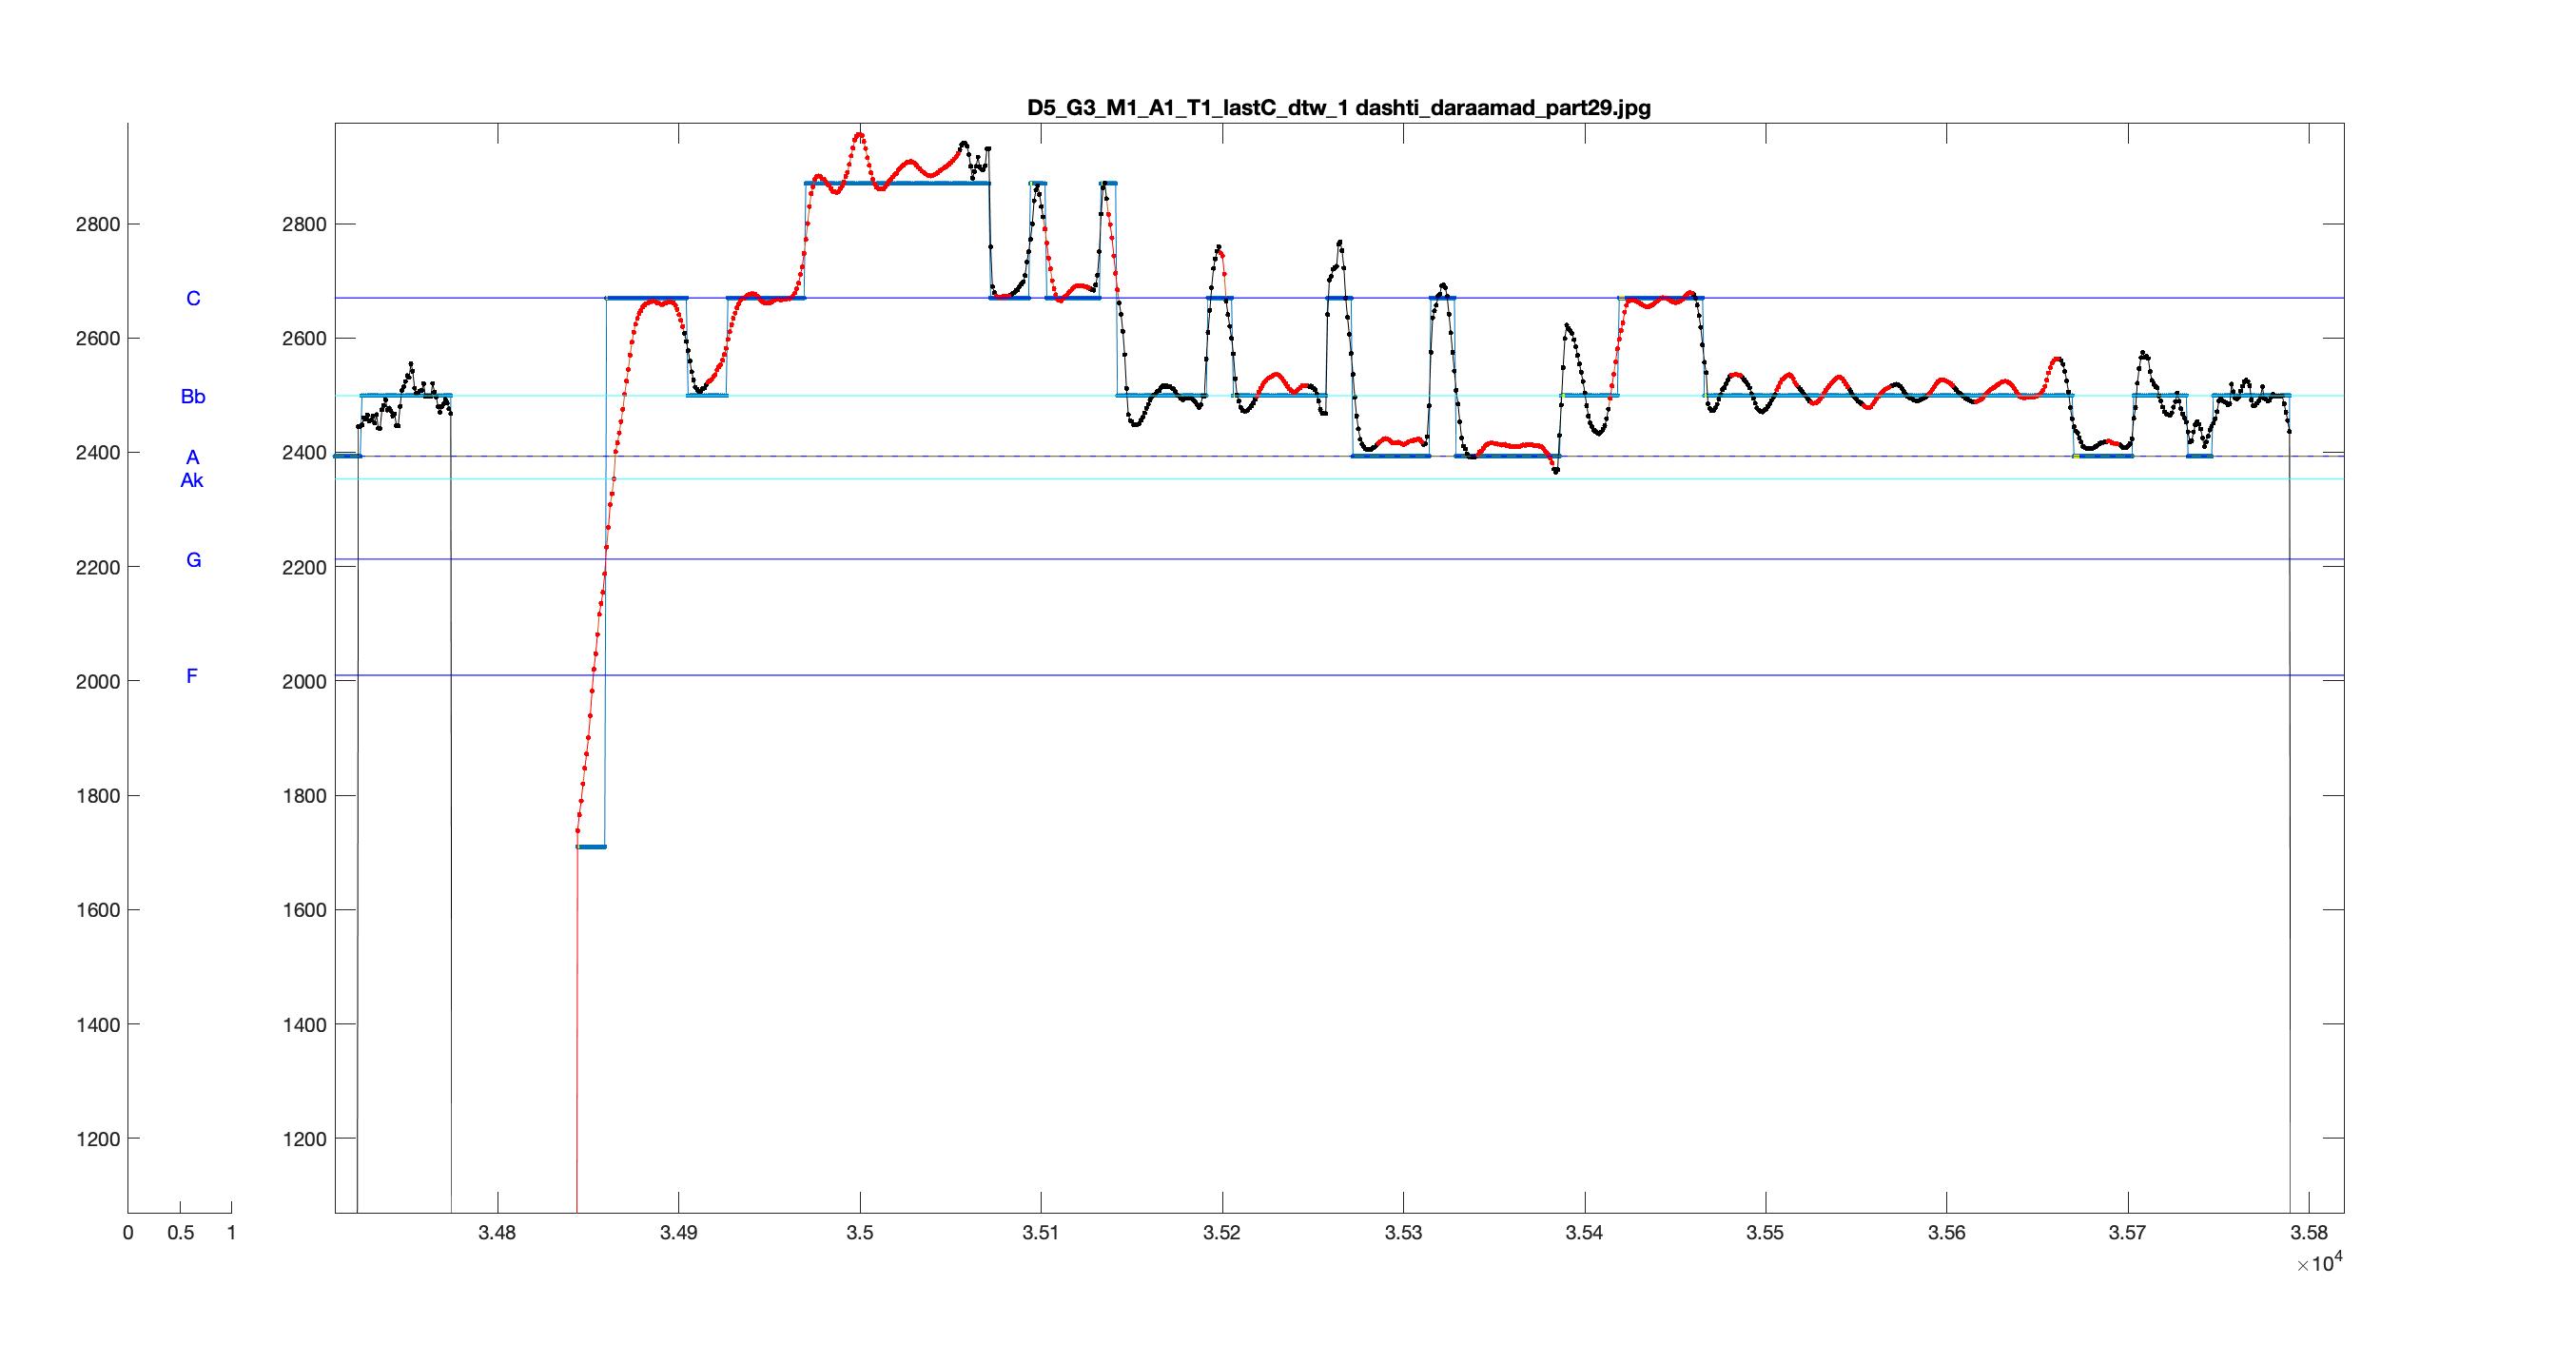 D5_G3_M1_A1_T1_lastC_dtw_1 dashti_daraamad_part29.jpg
2800 2800
C
2600 2600
Bb
2400 A 2400
Ak
G
2200 2200
F
2000 2000
1800 1800
1600 1600
1400 1400
1200 1200
0 0.5 1 3.48 3.49 3.5 3.51 3.52 3.53 3.54 3.55 3.56 3.57 3.58
×10⁴